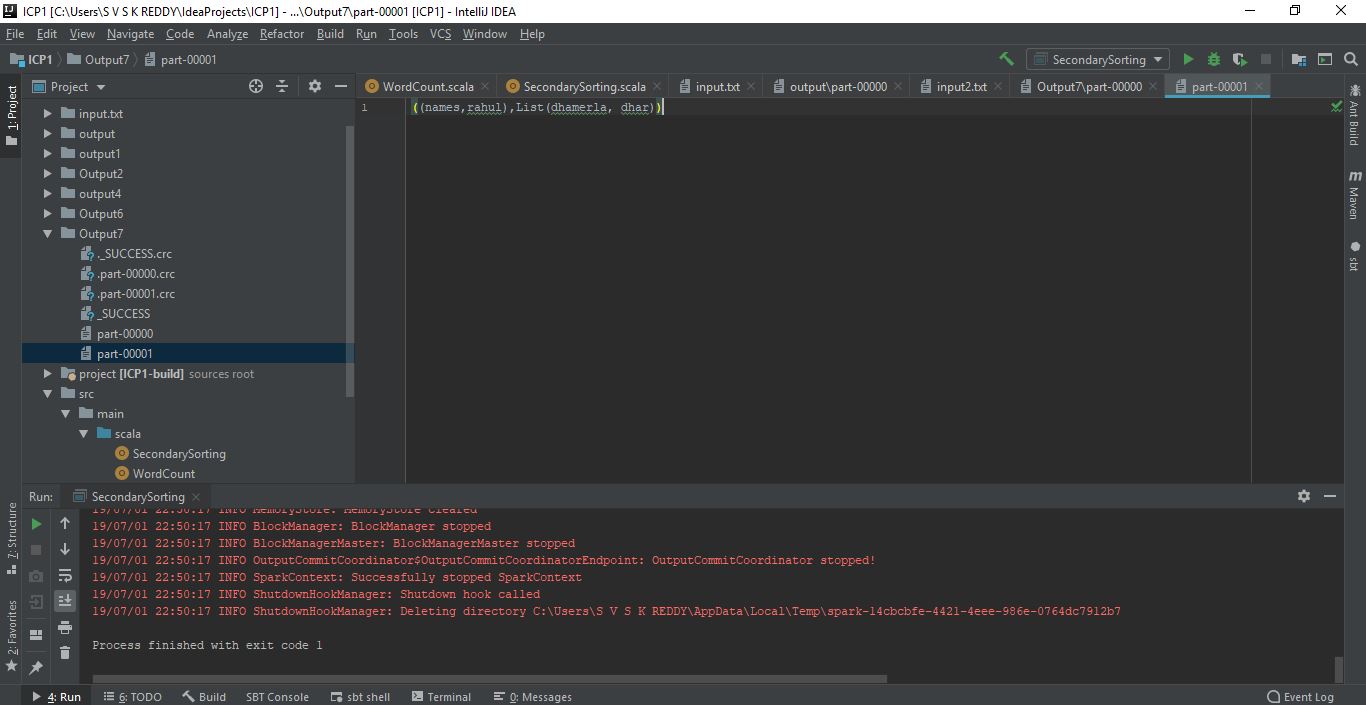 ICP1 [C:\Users\S V S K REDDY\IdeaProjects\ICP1] - ...\Output7\part-00001 [ICP1] - IntelliJ IDEA
File Edit View Navigate Code Analyze Refactor Build Run Tools VCS Window Help
ICP1 Output7 part-00001 SecondarySorting
1: Project
Project
WordCount.scala SecondarySorting.scala input.txt output\part-00000 input2.txt Output7\part-00000 part-00001
1 ((names,rahul),List(dhamerla, dhar))
input.txt
output
output1
Output2
output4
Output6
Output7
._SUCCESS.crc
.part-00000.crc
.part-00001.crc
_SUCCESS
part-00000
part-00001
project [ICP1-build] sources root
src
main
scala
SecondarySorting
WordCount
Ant Build
Maven
sbt
Run: SecondarySorting
19/07/01 22:50:17 INFO MemoryStore: MemoryStore cleared
19/07/01 22:50:17 INFO BlockManager: BlockManager stopped
19/07/01 22:50:17 INFO BlockManagerMaster: BlockManagerMaster stopped
19/07/01 22:50:17 INFO OutputCommitCoordinator$OutputCommitCoordinatorEndpoint: OutputCommitCoordinator stopped!
19/07/01 22:50:17 INFO SparkContext: Successfully stopped SparkContext
19/07/01 22:50:17 INFO ShutdownHookManager: Shutdown hook called
19/07/01 22:50:17 INFO ShutdownHookManager: Deleting directory C:\Users\S V S K REDDY\AppData\Local\Temp\spark-14cbcbfe-4421-4eee-986e-0764dc7912b7
Process finished with exit code 1
7: Structure
2: Favorites
4: Run 6: TODO Build SBT Console sbt shell Terminal 0: Messages Event Log